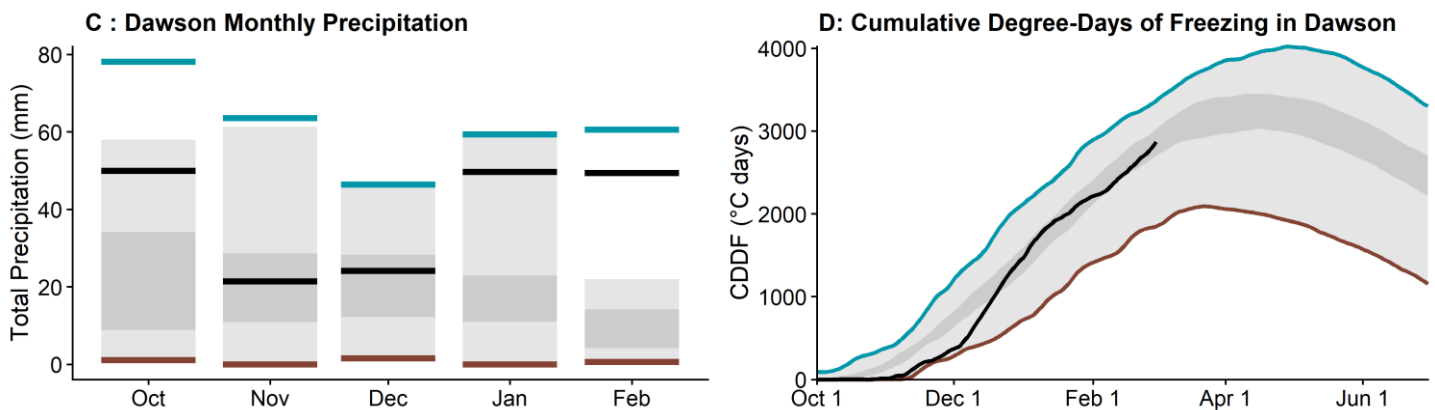 C : Dawson Monthly Precipitation
Total Precipitation (mm)
80
60
40
20
0
Oct Nov Dec Jan Feb
D: Cumulative Degree-Days of Freezing in Dawson
CDDF (°C days)
4000
3000
2000
1000
0
Oct 1 Dec 1 Feb 1 Apr 1 Jun 1